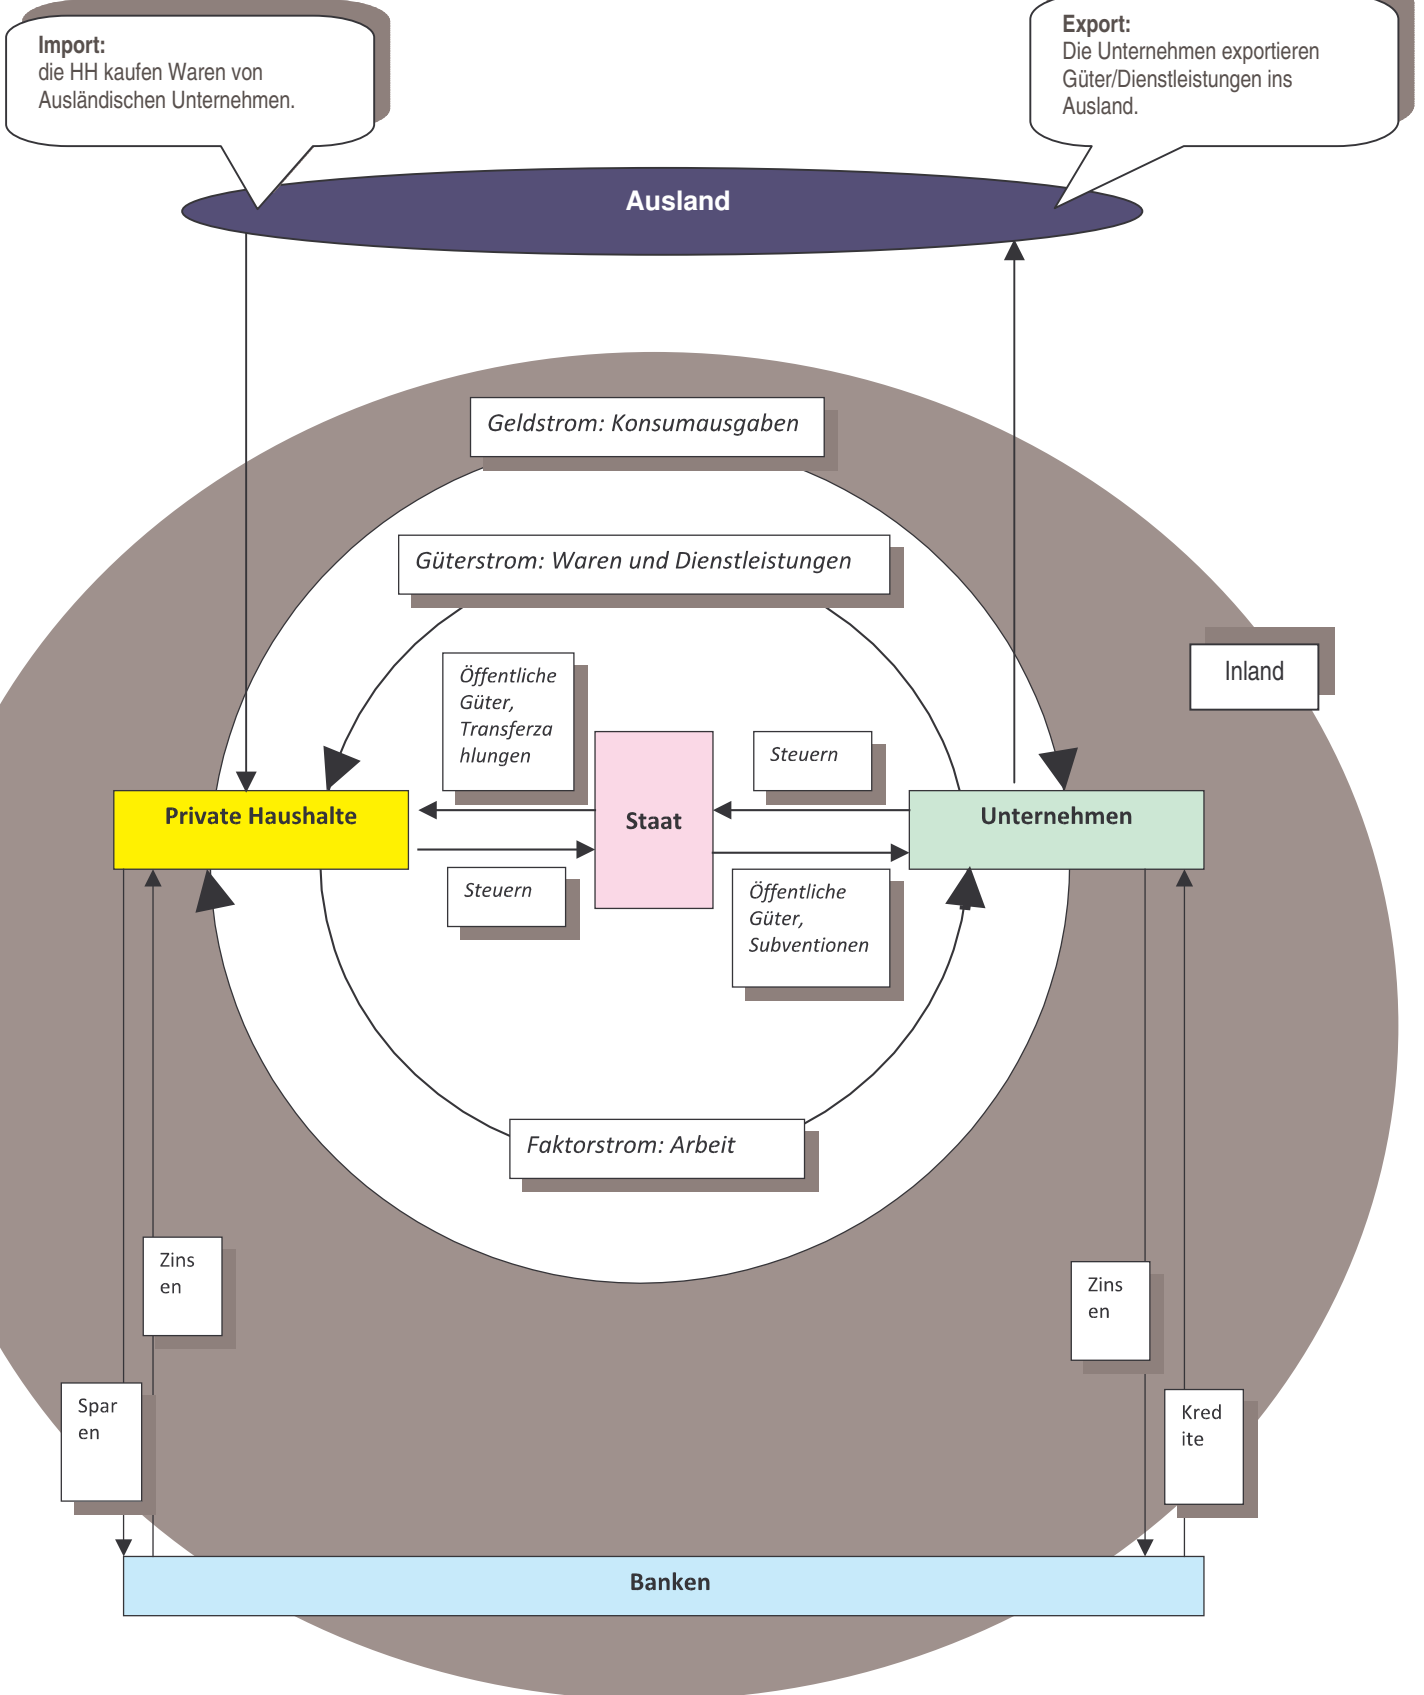 Import:
die HH kaufen Waren von
Ausländischen Unternehmen.
Export:
Die Unternehmen exportieren
Güter/Dienstleistungen ins
Ausland.
Ausland
Geldstrom: Konsumausgaben
Güterstrom: Waren und Dienstleistungen
Inland
Öffentliche
Güter,
Transferza
hlungen
Steuern
Private Haushalte
Staat
Unternehmen
Steuern
Öffentliche
Güter,
Subventionen
Faktorstrom: Arbeit
Zins
en
Zins
en
Spar
en
Kred
ite
Banken